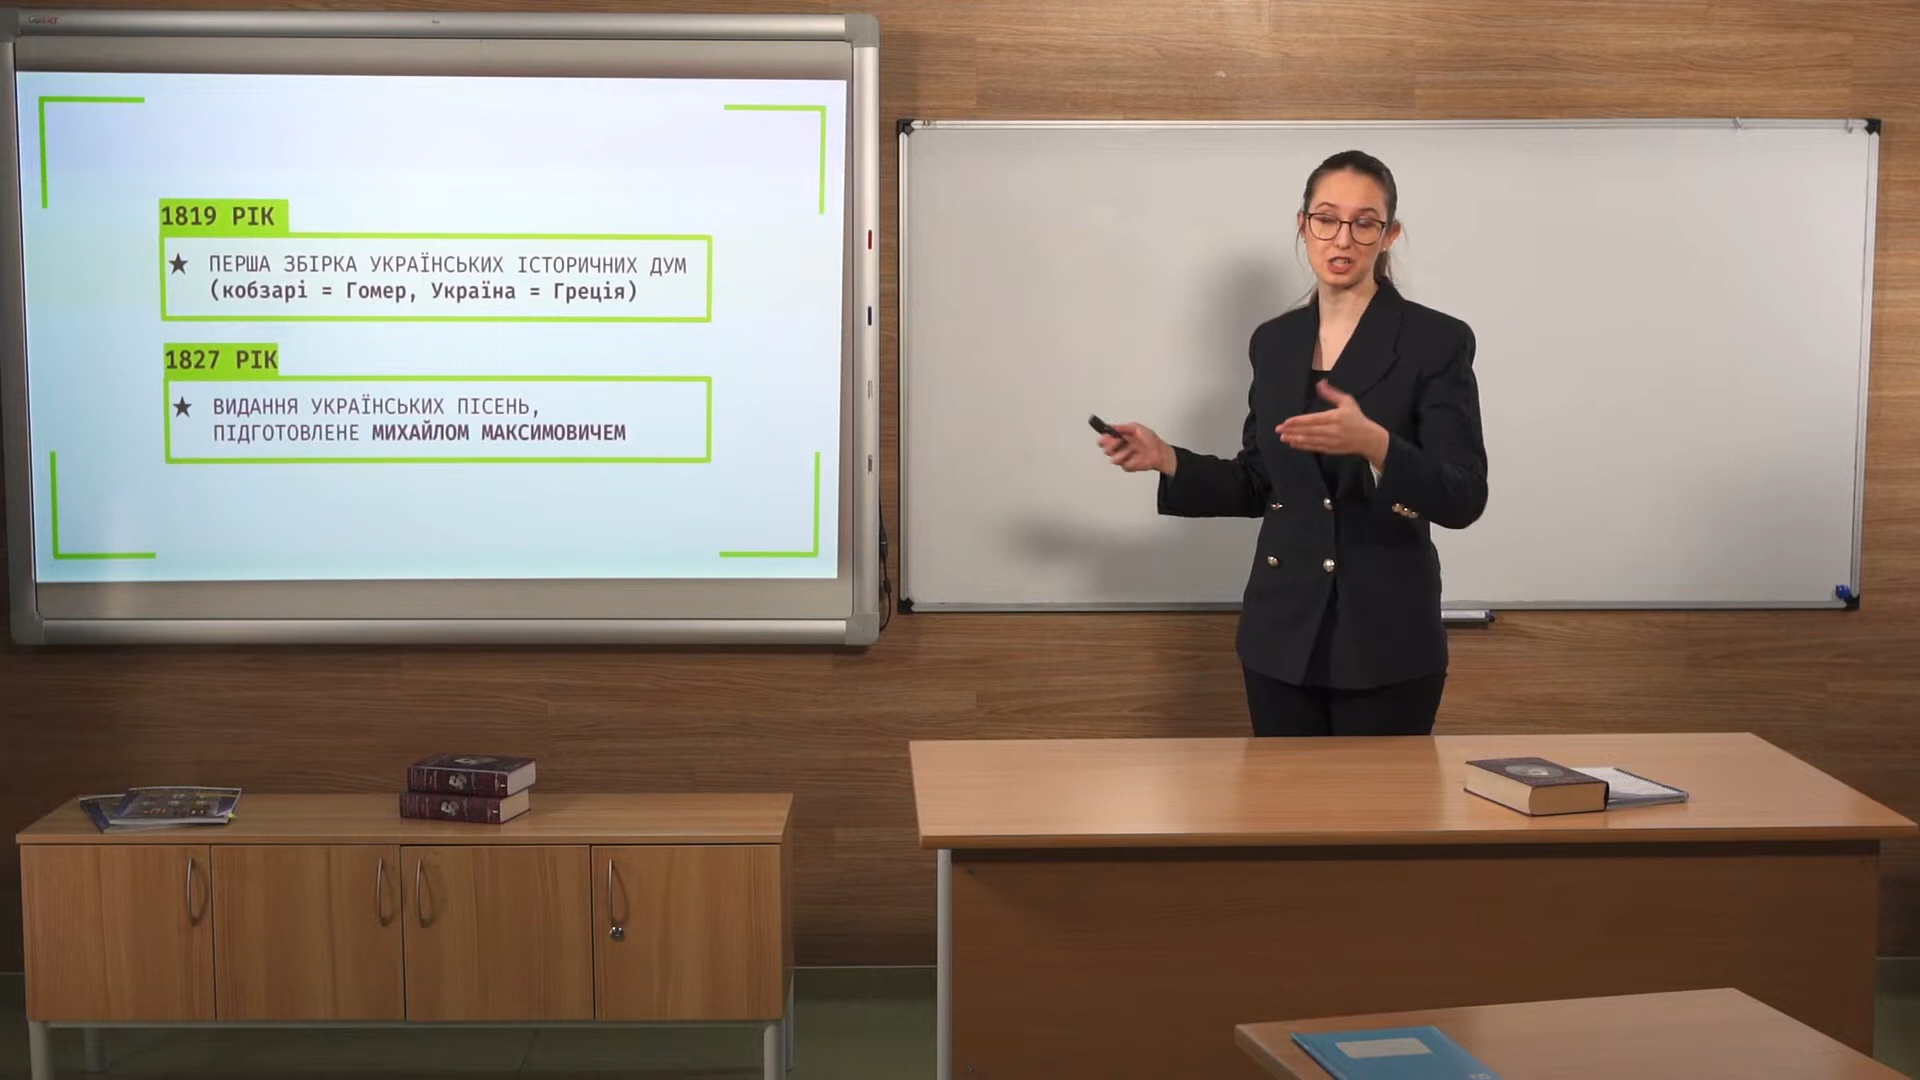 1819 РІК
★ ПЕРША ЗБІРКА УКРАЇНСЬКИХ ІСТОРИЧНИХ ДУМ
(кобзарі = Гомер, Україна = Греція)
1827 РІК
★ ВИДАННЯ УКРАЇНСЬКИХ ПІСЕНЬ,
ПІДГОТОВЛЕНЕ МИХАЙЛОМ МАКСИМОВИЧЕМ